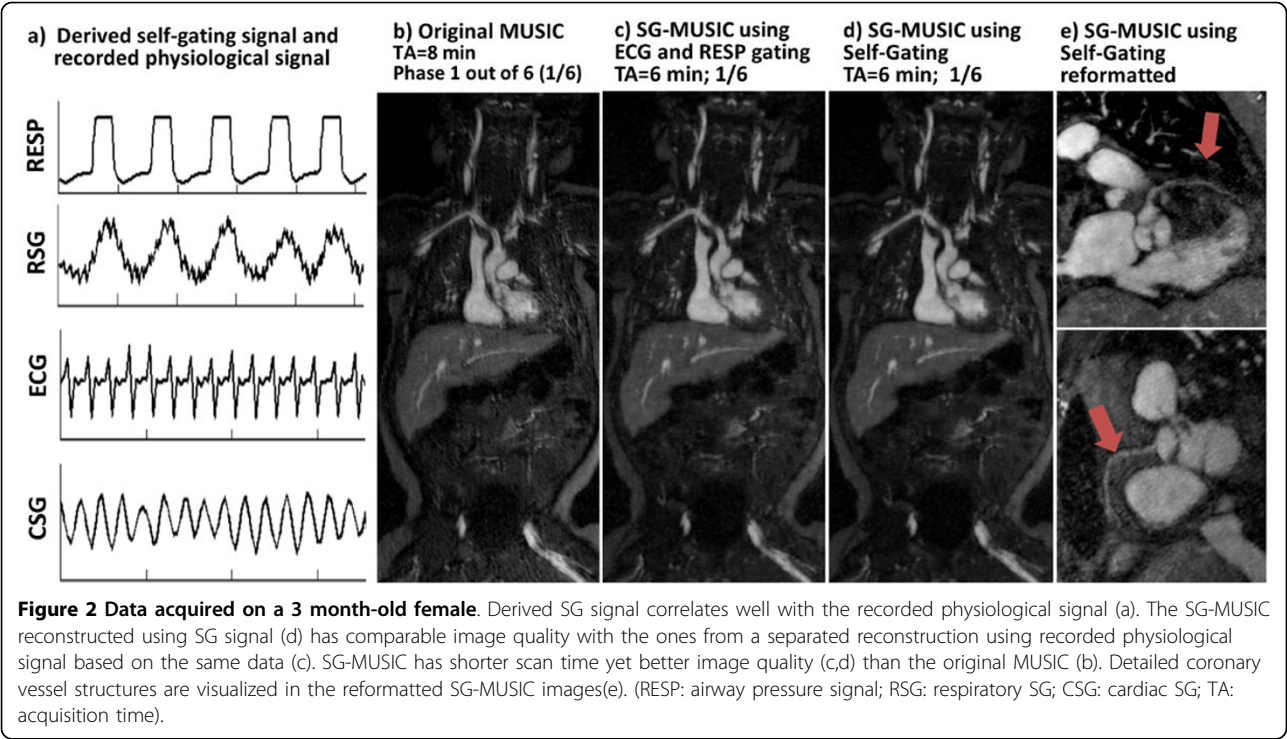 a) Derived self-gating signal and
recorded physiological signal
b) Original MUSIC
TA=8 min
Phase 1 out of 6 (1/6)
c) SG-MUSIC using
ECG and RESP gating
TA=6 min; 1/6
d) SG-MUSIC using
Self-Gating
TA=6 min; 1/6
e) SG-MUSIC using
Self-Gating
reformatted
RESP
RSG
ECG
CSG
Figure 2 Data acquired on a 3 month-old female. Derived SG signal correlates well with the recorded physiological signal (a). The SG-MUSIC
reconstructed using SG signal (d) has comparable image quality with the ones from a separated reconstruction using recorded physiological
signal based on the same data (c). SG-MUSIC has shorter scan time yet better image quality (c,d) than the original MUSIC (b). Detailed coronary
vessel structures are visualized in the reformatted SG-MUSIC images(e). (RESP: airway pressure signal; RSG: respiratory SG; CSG: cardiac SG; TA:
acquisition time).